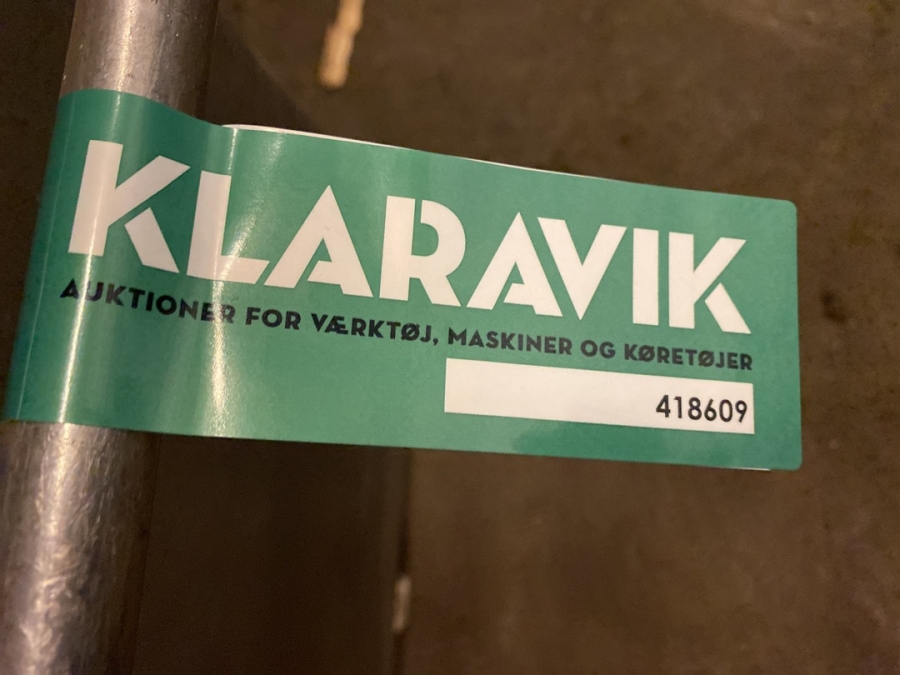 KLARAVIK
AUKTIONER FOR VÆRKTØJ, MASKINER OG KØRETØJER
418609